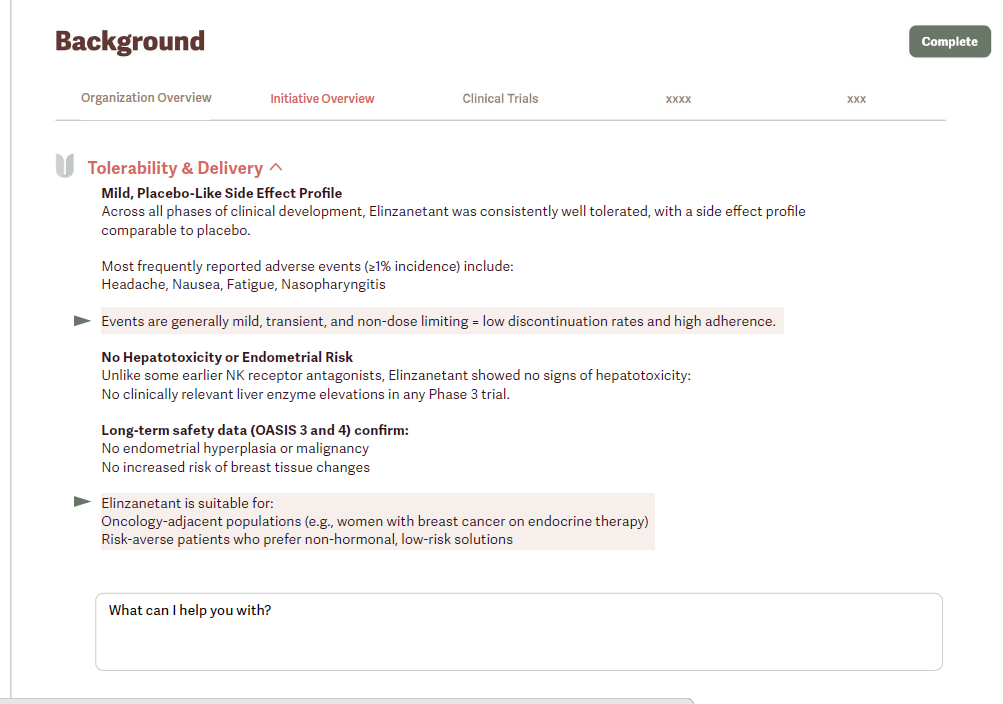 Background
Complete
Organization Overview
Initiative Overview
Clinical Trials
xxxx
xxx
Tolerability & Delivery
Mild, Placebo-Like Side Effect Profile
Across all phases of clinical development, Elinzanetant was consistently well tolerated, with a side effect profile
comparable to placebo.
Most frequently reported adverse events (≥1% incidence) include:
Headache, Nausea, Fatigue, Nasopharyngitis
Events are generally mild, transient, and non-dose limiting = low discontinuation rates and high adherence.
No Hepatotoxicity or Endometrial Risk
Unlike some earlier NK receptor antagonists, Elinzanetant showed no signs of hepatotoxicity:
No clinically relevant liver enzyme elevations in any Phase 3 trial.
Long-term safety data (OASIS 3 and 4) confirm:
No endometrial hyperplasia or malignancy
No increased risk of breast tissue changes
Elinzanetant is suitable for:
Oncology-adjacent populations (e.g., women with breast cancer on endocrine therapy)
Risk-averse patients who prefer non-hormonal, low-risk solutions
What can I help you with?